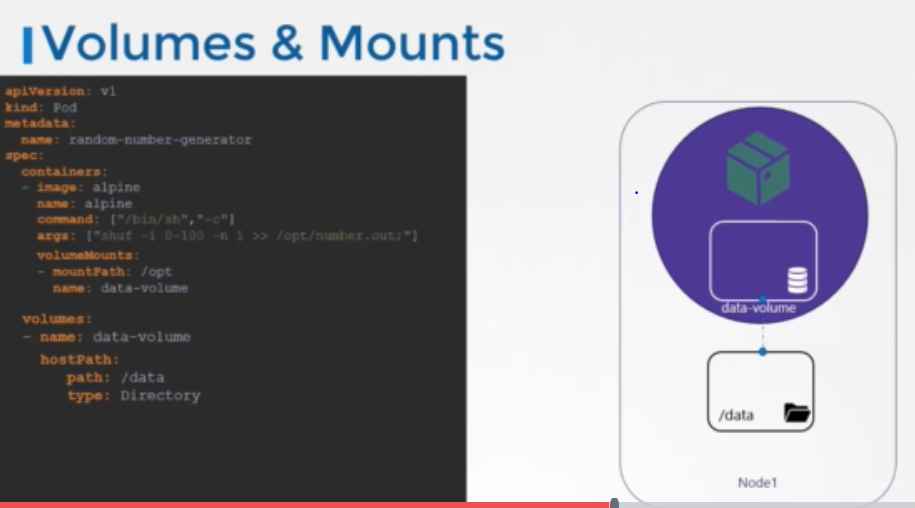 Volumes & Mounts
apiVersion: v1
kind: Pod
metadata:
  name: random-number-generator
spec:
  containers:
  - image: alpine
    name: alpine
    command: ["/bin/sh","-c"]
    args: ["shuf -i 0-100 -n 1 >> /opt/number.out;"]
    volumeMounts:
    - mountPath: /opt
      name: data-volume
  volumes:
  - name: data-volume
    hostPath:
       path: /data
       type: Directory
data-volume
/data
Node1